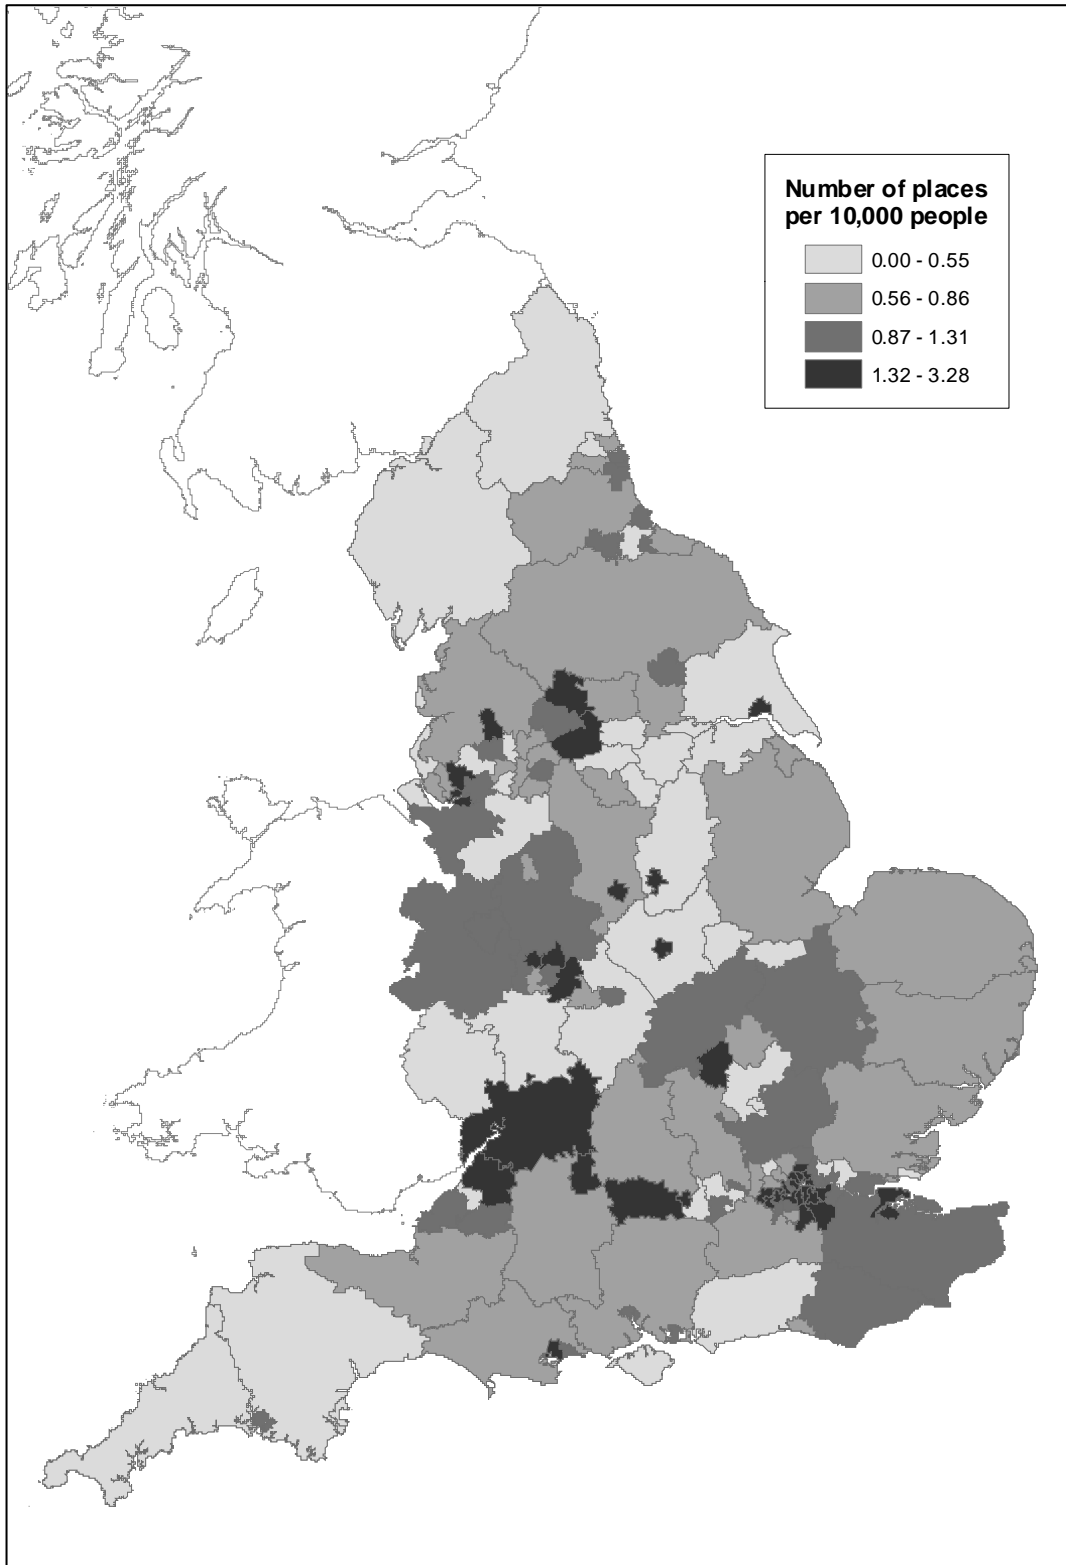 Number of places
per 10,000 people
0.00 - 0.55
0.56 - 0.86
0.87 - 1.31
1.32 - 3.28